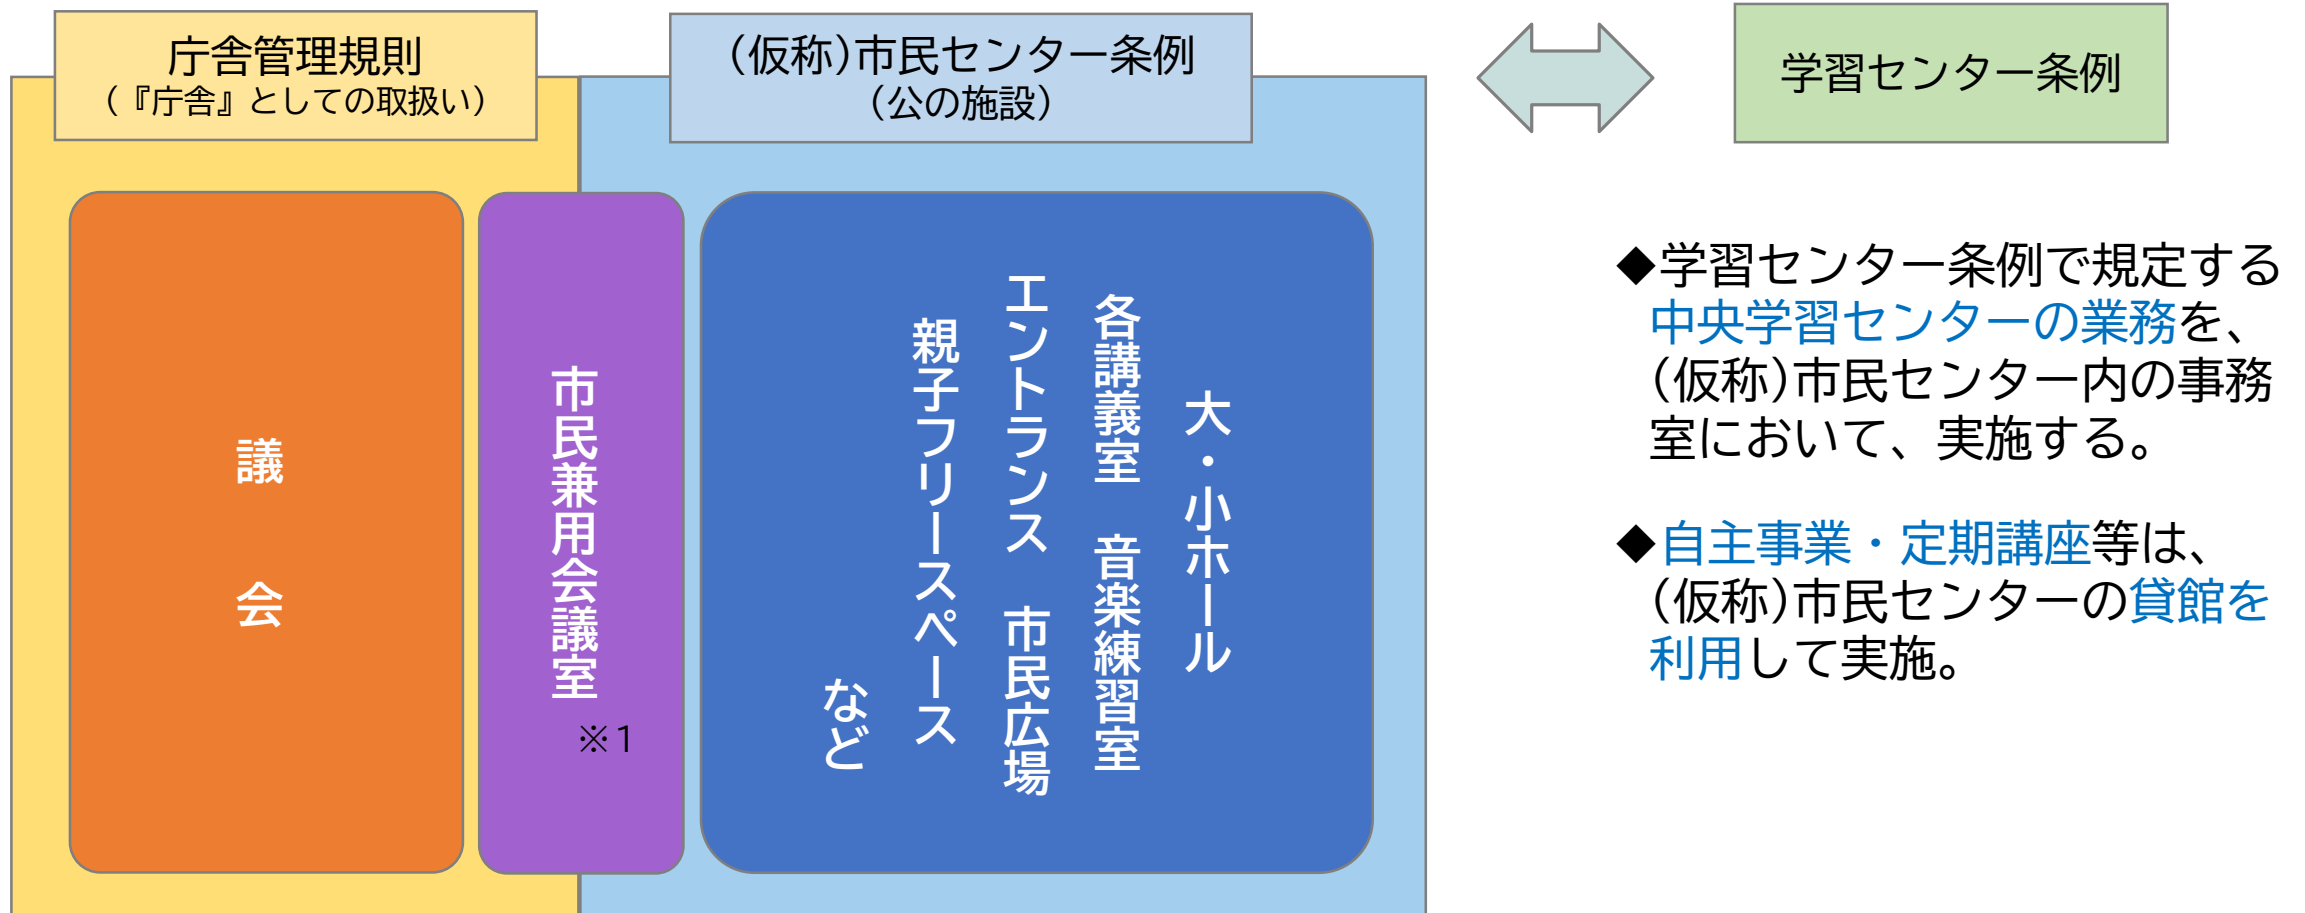 庁舎管理規則
（『庁舎』としての取扱い）
（仮称）市民センター条例
（公の施設）
学習センター条例
議会
市民兼用会議室
※１
大・小ホール
各講義室　音楽練習室
エントランス　市民広場
親子フリースペース
など
◆学習センター条例で規定する
中央学習センターの業務を、
（仮称）市民センター内の事務
室において、実施する。
◆自主事業・定期講座等は、
（仮称）市民センターの貸館を
利用して実施。